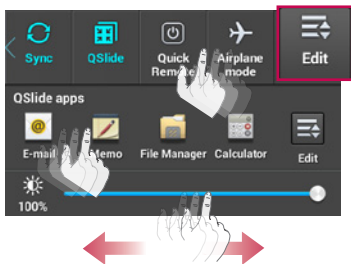 Sync QSlide Quick Remote Airplane mode Edit
QSlide apps
E-mail Memo File Manager Calculator Edit
100%